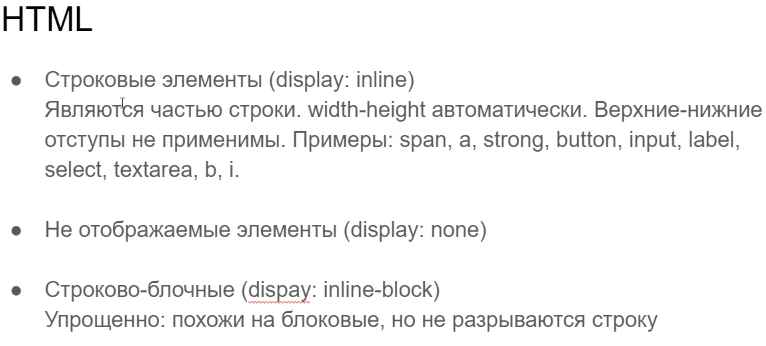 HTML
● Строковые элементы (display: inline)
Являются частью строки. width-height автоматически. Верхние-нижние
отступы не применимы. Примеры: span, a, strong, button, input, label,
select, textarea, b, i.
● Не отображаемые элементы (display: none)
● Строково-блочные (dispay: inline-block)
Упрощенно: похожи на блоковые, но не разрываются строку